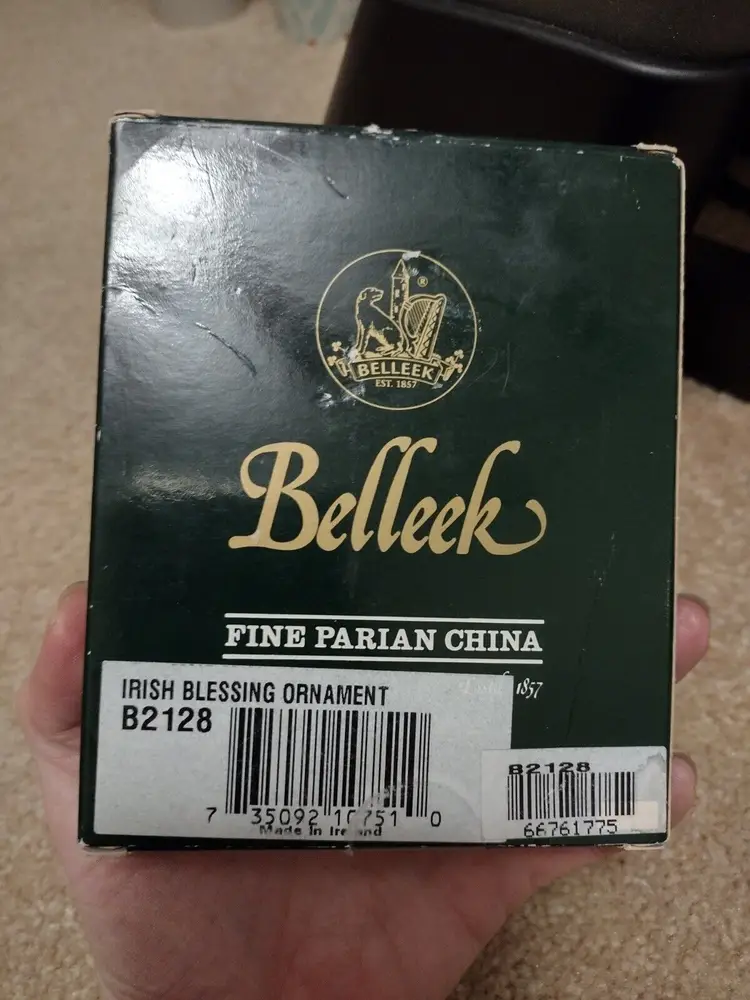 ®
BELLEEK
EST. 1857
Belleek
FINE PARIAN CHINA
1857
IRISH BLESSING ORNAMENT
B2128
7 35092 10751 0
Made in Ireland
B2128
66761775